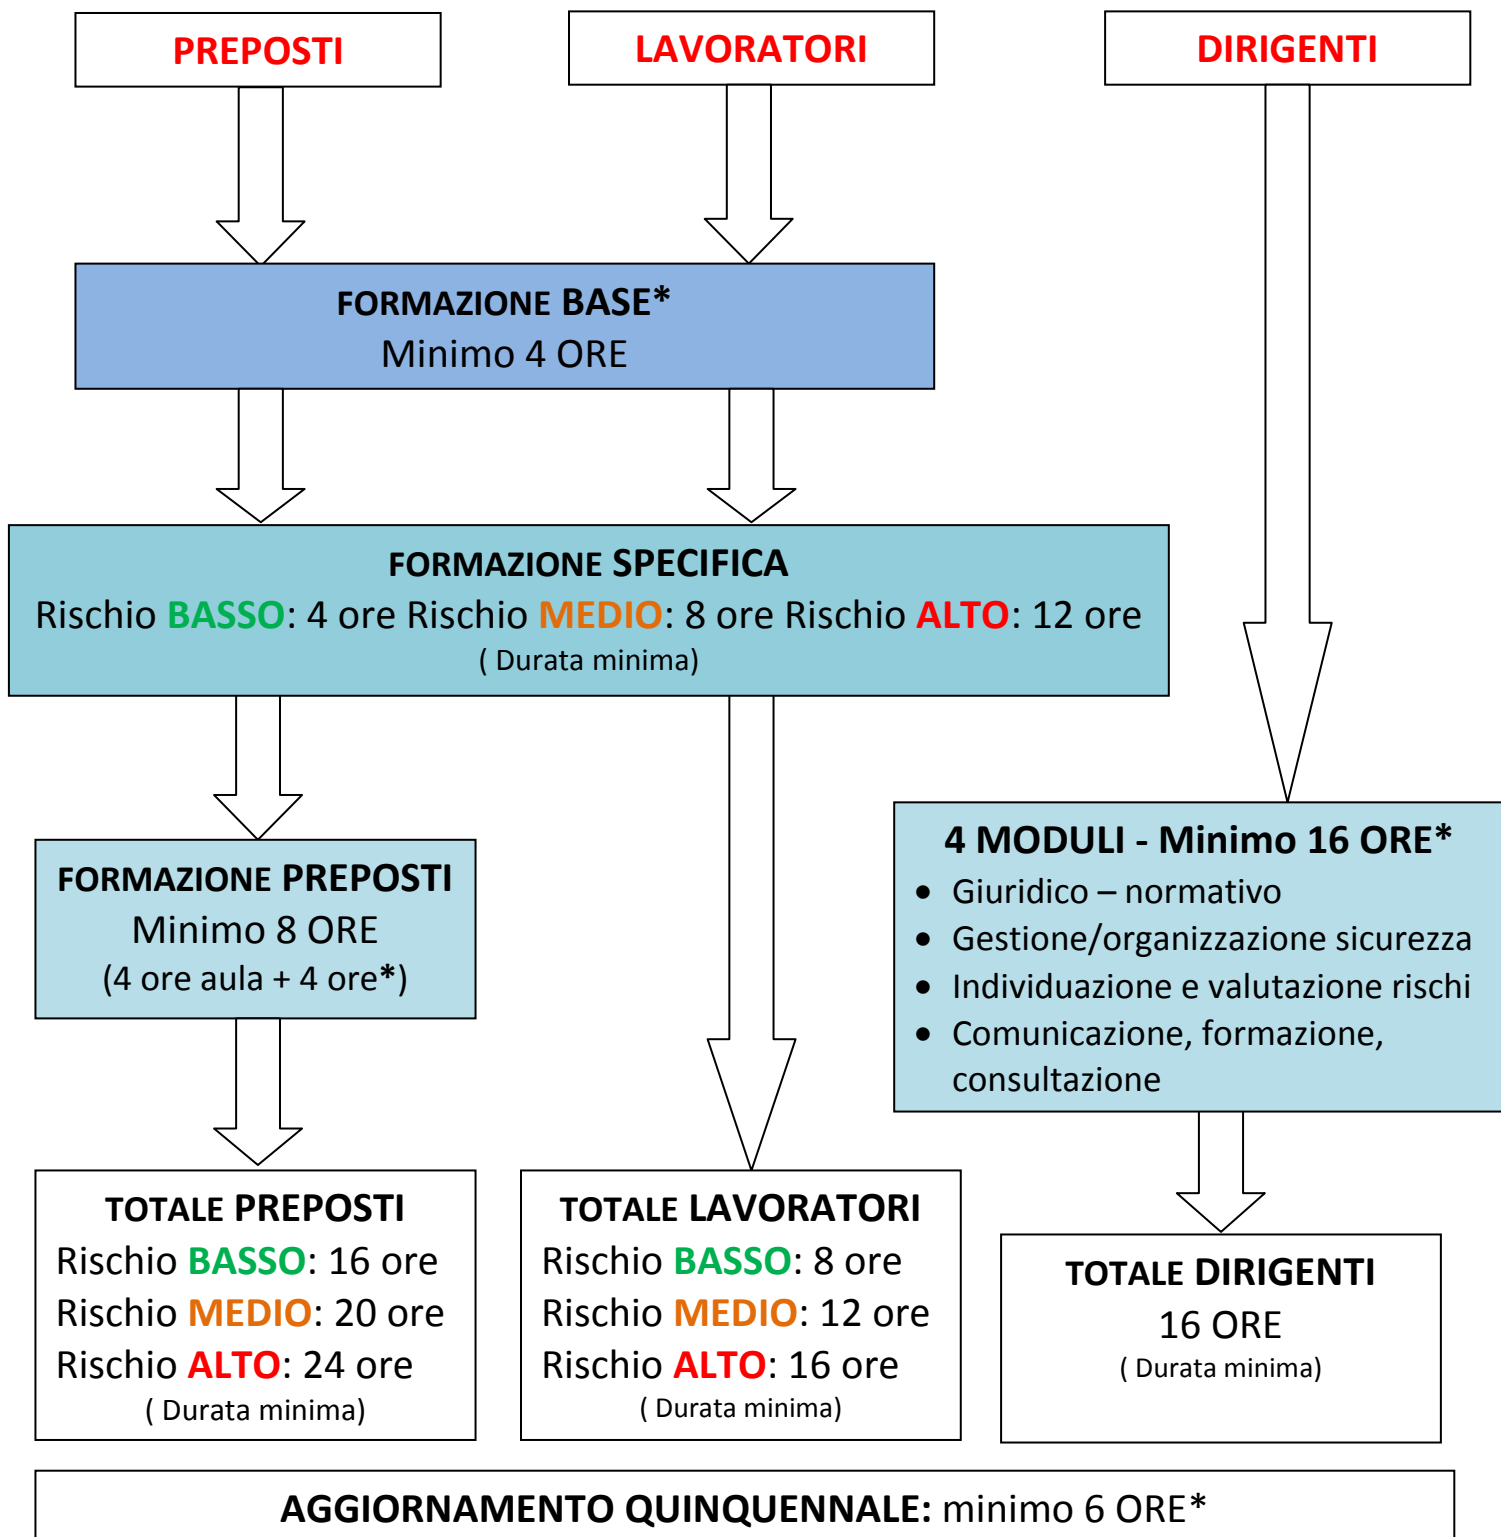 PREPOSTI
LAVORATORI
DIRIGENTI
FORMAZIONE BASE*
Minimo 4 ORE
FORMAZIONE SPECIFICA
Rischio BASSO: 4 ore Rischio MEDIO: 8 ore Rischio ALTO: 12 ore
( Durata minima)
FORMAZIONE PREPOSTI
Minimo 8 ORE
(4 ore aula + 4 ore*)
4 MODULI - Minimo 16 ORE*
• Giuridico – normativo
• Gestione/organizzazione sicurezza
• Individuazione e valutazione rischi
• Comunicazione, formazione,
consultazione
TOTALE PREPOSTI
Rischio BASSO: 16 ore
Rischio MEDIO: 20 ore
Rischio ALTO: 24 ore
( Durata minima)
TOTALE LAVORATORI
Rischio BASSO: 8 ore
Rischio MEDIO: 12 ore
Rischio ALTO: 16 ore
( Durata minima)
TOTALE DIRIGENTI
16 ORE
( Durata minima)
AGGIORNAMENTO QUINQUENNALE: minimo 6 ORE*